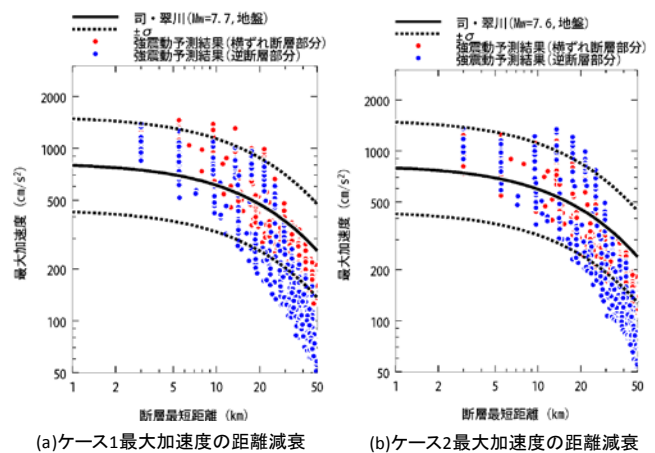 司・翠川(Mw=7.7, 地盤)
±σ
強震動予測結果(横ずれ断層部分)
強震動予測結果(逆断層部分)
2000
1000
500
200
100
50
最大加速度 (cm/s²)
1 2 5 10 20 50
断層最短距離 (km)
(a)ケース1最大加速度の距離減衰
司・翠川(Mw=7.6, 地盤)
±σ
強震動予測結果(横ずれ断層部分)
強震動予測結果(逆断層部分)
2000
1000
500
200
100
50
最大加速度 (cm/s²)
1 2 5 10 20 50
断層最短距離 (km)
(b)ケース2最大加速度の距離減衰